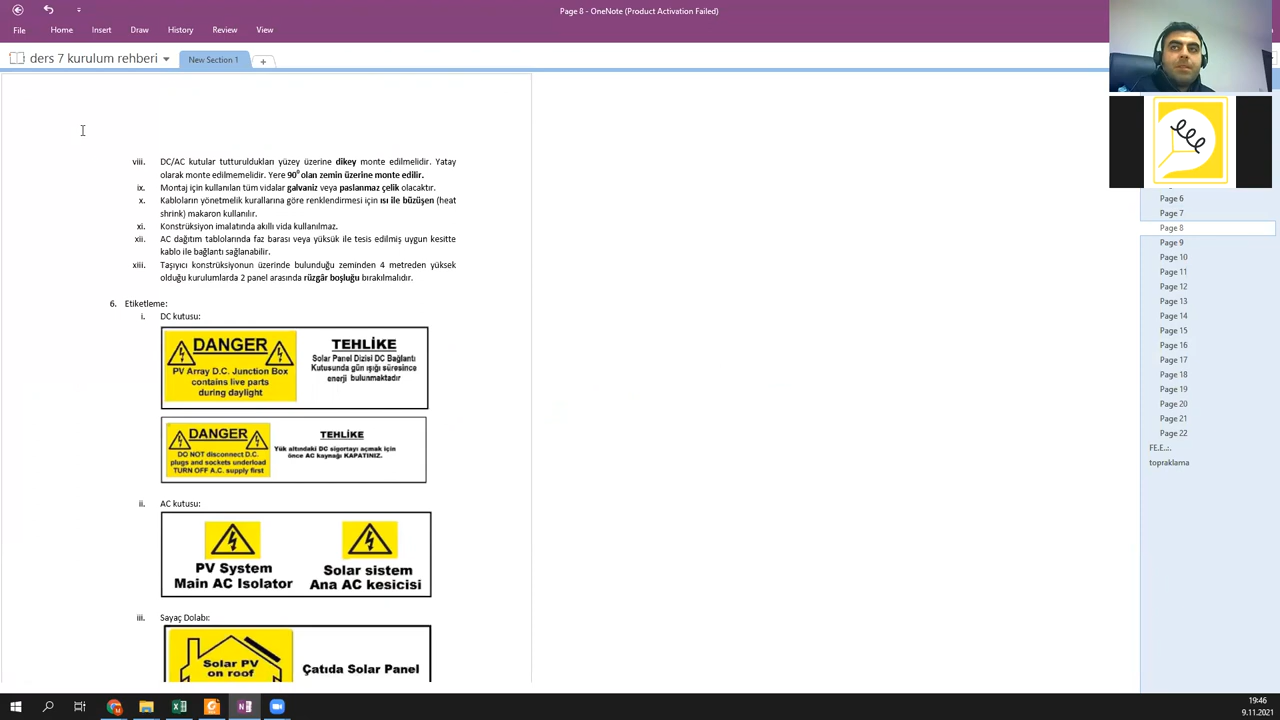 Page 8 - OneNote (Product Activation Failed)
File Home Insert Draw History Review View
ders 7 kurulum rehberi New Section 1
viii. DC/AC kutular tutturuldukları yüzey üzerine dikey monte edilmelidir. Yatay
olarak monte edilmemelidir. Yere 90⁰ olan zemin üzerine monte edilir.
ix. Montaj için kullanılan tüm vidalar galvaniz veya paslanmaz çelik olacaktır.
x. Kabloların yönetmelik kurallarına göre renklendirmesi için ısı ile büzüşen (heat
shrink) makaron kullanılır.
xi. Konstrüksiyon imalatında akıllı vida kullanılmaz.
xii. AC dağıtım tablolarında faz barası veya yüksük ile tesis edilmiş uygun kesitte
kablo ile bağlantı sağlanabilir.
xiii. Taşıyıcı konstrüksiyonun üzerinde bulunduğu zeminden 4 metreden yüksek
olduğu kurulumlarda 2 panel arasında rüzgâr boşluğu bırakılmalıdır.
6. Etiketleme:
i. DC kutusu:
DANGER
PV Array D.C. Junction Box
contains live parts
during daylight
TEHLİKE
Solar Panel Dizisi DC Bağlantı
Kutusunda gün ışığı süresince
enerji bulunmaktadır
DANGER
DO NOT disconnect D.C.
plugs and sockets underload
TURN OFF A.C. supply first
TEHLİKE
Yük altındaki DC sigortayı açmak için
önce AC kaynağı KAPATINIZ.
ii. AC kutusu:
PV System
Main AC Isolator
Solar sistem
Ana AC kesicisi
iii. Sayaç Dolabı:
Solar PV
on roof
Çatıda Solar Panel
Page 6
Page 7
Page 8
Page 9
Page 10
Page 11
Page 12
Page 13
Page 14
Page 15
Page 16
Page 17
Page 18
Page 19
Page 20
Page 21
Page 22
FE.E.:.
topraklama
19:46
9.11.2021